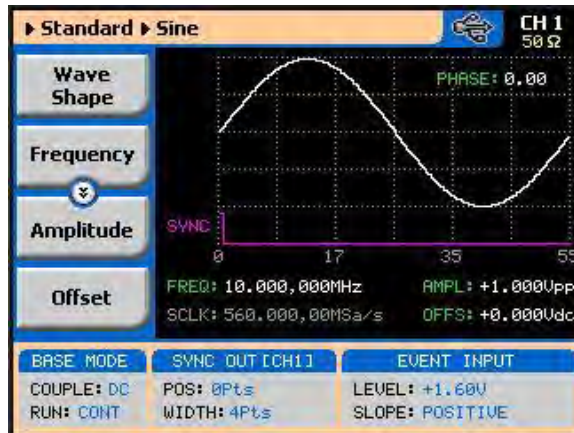 Standard Sine
CH 1
50 Ω
Wave
Shape
Frequency
Amplitude
Offset
PHASE: 0.00
SYNC
0 17 35 55
FREQ: 10.000,000MHz AMPL: +1.000Vpp
SCLK: 560.000,00MSa/s OFFS: +0.000Vdc
BASE MODE SYNC OUT [CH1] EVENT INPUT
COUPLE: DC POS: 0Pts LEVEL: +1.60V
RUN: CONT WIDTH: 4Pts SLOPE: POSITIVE